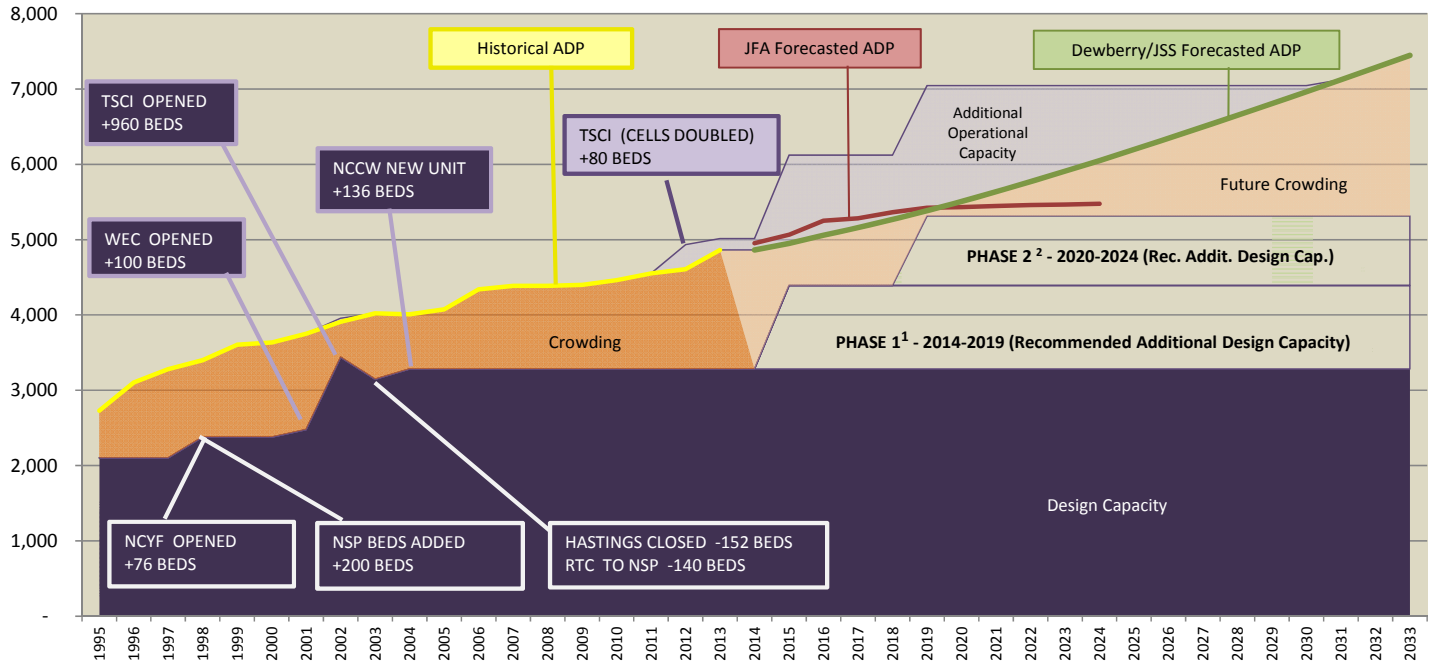 8,000
7,000
6,000
5,000
4,000
3,000
2,000
1,000
-
Historical ADP
JFA Forecasted ADP
Dewberry/JSS Forecasted ADP
TSCI OPENED
+960 BEDS
TSCI (CELLS DOUBLED)
+80 BEDS
Additional
Operational
Capacity
NCCW NEW UNIT
+136 BEDS
Future Crowding
WEC OPENED
+100 BEDS
PHASE 2 ² - 2020-2024 (Rec. Addit. Design Cap.)
Crowding
PHASE 1¹ - 2014-2019 (Recommended Additional Design Capacity)
Design Capacity
NCYF OPENED
+76 BEDS
NSP BEDS ADDED
+200 BEDS
HASTINGS CLOSED -152 BEDS
RTC TO NSP -140 BEDS
1995
1996
1997
1998
1999
2000
2001
2002
2003
2004
2005
2006
2007
2008
2009
2010
2011
2012
2013
2014
2015
2016
2017
2018
2019
2020
2021
2022
2023
2024
2025
2026
2027
2028
2029
2030
2031
2032
2033